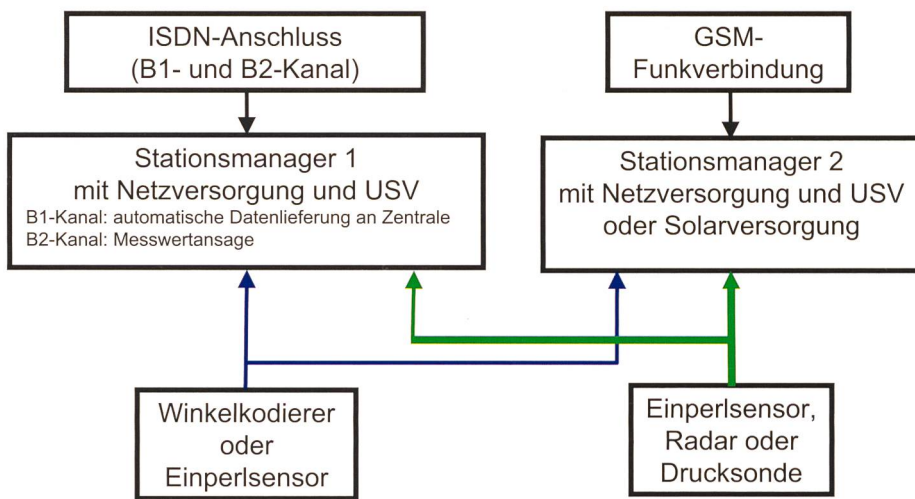 ISDN-Anschluss
(B1- und B2-Kanal)
GSM-
Funkverbindung
Stationsmanager 1
mit Netzversorgung und USV
B1-Kanal: automatische Datenlieferung an Zentrale
B2-Kanal: Messwertansage
Stationsmanager 2
mit Netzversorgung und USV
oder Solarversorgung
Winkelkodierer
oder
Einperlsensor
Einperlsensor,
Radar oder
Drucksonde